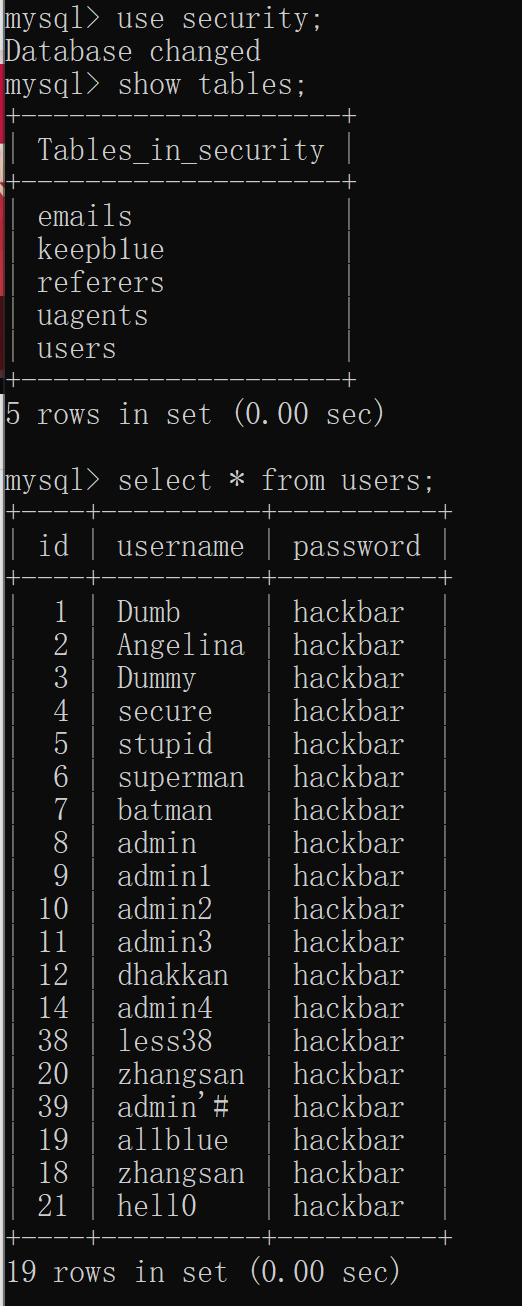 mysql> use security;
Database changed
mysql> show tables;
+--------------------+
| Tables_in_security |
+--------------------+
| emails             |
| keepblue           |
| referers           |
| uagents            |
| users              |
+--------------------+
5 rows in set (0.00 sec)

mysql> select * from users;
+----+-----------+----------+
| id | username  | password |
+----+-----------+----------+
|  1 | Dumb      | hackbar  |
|  2 | Angelina  | hackbar  |
|  3 | Dummy     | hackbar  |
|  4 | secure    | hackbar  |
|  5 | stupid    | hackbar  |
|  6 | superman  | hackbar  |
|  7 | batman    | hackbar  |
|  8 | admin     | hackbar  |
|  9 | admin1    | hackbar  |
| 10 | admin2    | hackbar  |
| 11 | admin3    | hackbar  |
| 12 | dhakkan   | hackbar  |
| 14 | admin4    | hackbar  |
| 38 | less38    | hackbar  |
| 20 | zhangsan  | hackbar  |
| 39 | admin'#   | hackbar  |
| 19 | allblue   | hackbar  |
| 18 | zhangsan  | hackbar  |
| 21 | hell0     | hackbar  |
+----+-----------+----------+
19 rows in set (0.00 sec)